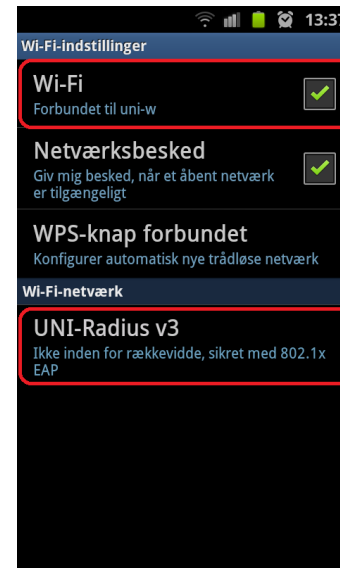 13:37
Wi-Fi-indstillinger
Wi-Fi
Forbundet til uni-w
Netværksbesked
Giv mig besked, når et åbent netværk
er tilgængeligt
WPS-knap forbundet
Konfigurer automatisk nye trådløse netværk
Wi-Fi-netværk
UNI-Radius v3
Ikke inden for rækkevidde, sikret med 802.1x
EAP